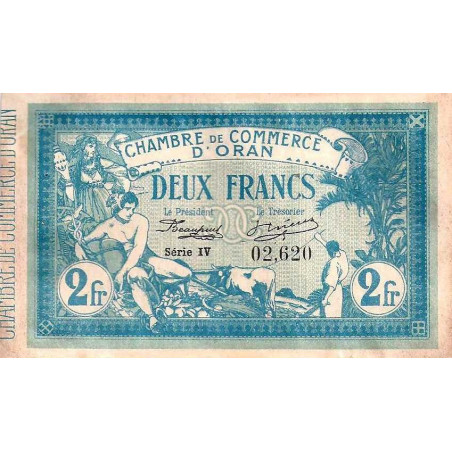 CHAMBRE DE COMMERCE D'ORAN
CHAMBRE DE COMMERCE
D'ORAN
DEUX FRANCS
Le Président Le Trésorier
Série IV 02,620
2fr 2fr